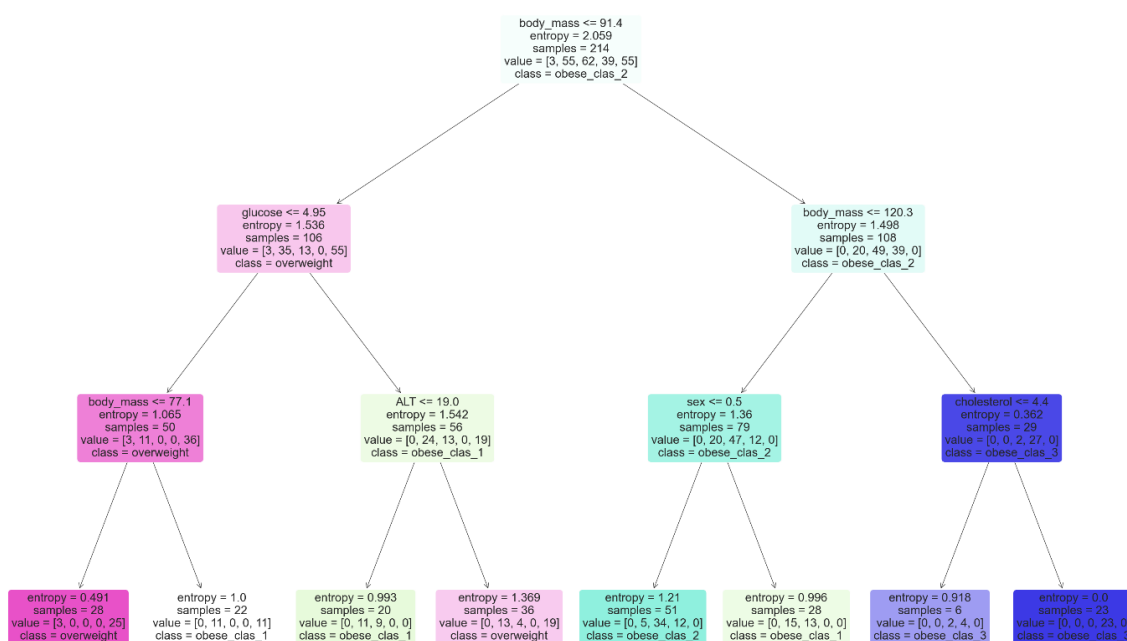 body_mass <= 91.4
entropy = 2.059
samples = 214
value = [3, 55, 62, 39, 55]
class = obese_clas_2
glucose <= 4.95
entropy = 1.536
samples = 106
value = [3, 35, 13, 0, 55]
class = overweight
body_mass <= 120.3
entropy = 1.498
samples = 108
value = [0, 20, 49, 39, 0]
class = obese_clas_2
body_mass <= 77.1
entropy = 1.065
samples = 50
value = [3, 11, 0, 0, 36]
class = overweight
ALT <= 19.0
entropy = 1.542
samples = 56
value = [0, 24, 13, 0, 19]
class = obese_clas_1
sex <= 0.5
entropy = 1.36
samples = 79
value = [0, 20, 47, 12, 0]
class = obese_clas_2
cholesterol <= 4.4
entropy = 0.362
samples = 29
value = [0, 0, 2, 27, 0]
class = obese_clas_3
entropy = 0.491
samples = 28
value = [3, 0, 0, 0, 25]
class = overweight
entropy = 1.0
samples = 22
value = [0, 11, 0, 0, 11]
class = obese_clas_1
entropy = 0.993
samples = 20
value = [0, 11, 9, 0, 0]
class = obese_clas_1
entropy = 1.369
samples = 36
value = [0, 13, 4, 0, 19]
class = overweight
entropy = 1.21
samples = 51
value = [0, 5, 34, 12, 0]
class = obese_clas_2
entropy = 0.996
samples = 28
value = [0, 15, 13, 0, 0]
class = obese_clas_1
entropy = 0.918
samples = 6
value = [0, 0, 2, 4, 0]
class = obese_clas_3
entropy = 0.0
samples = 23
value = [0, 0, 0, 23, 0
class = obese_clas_3